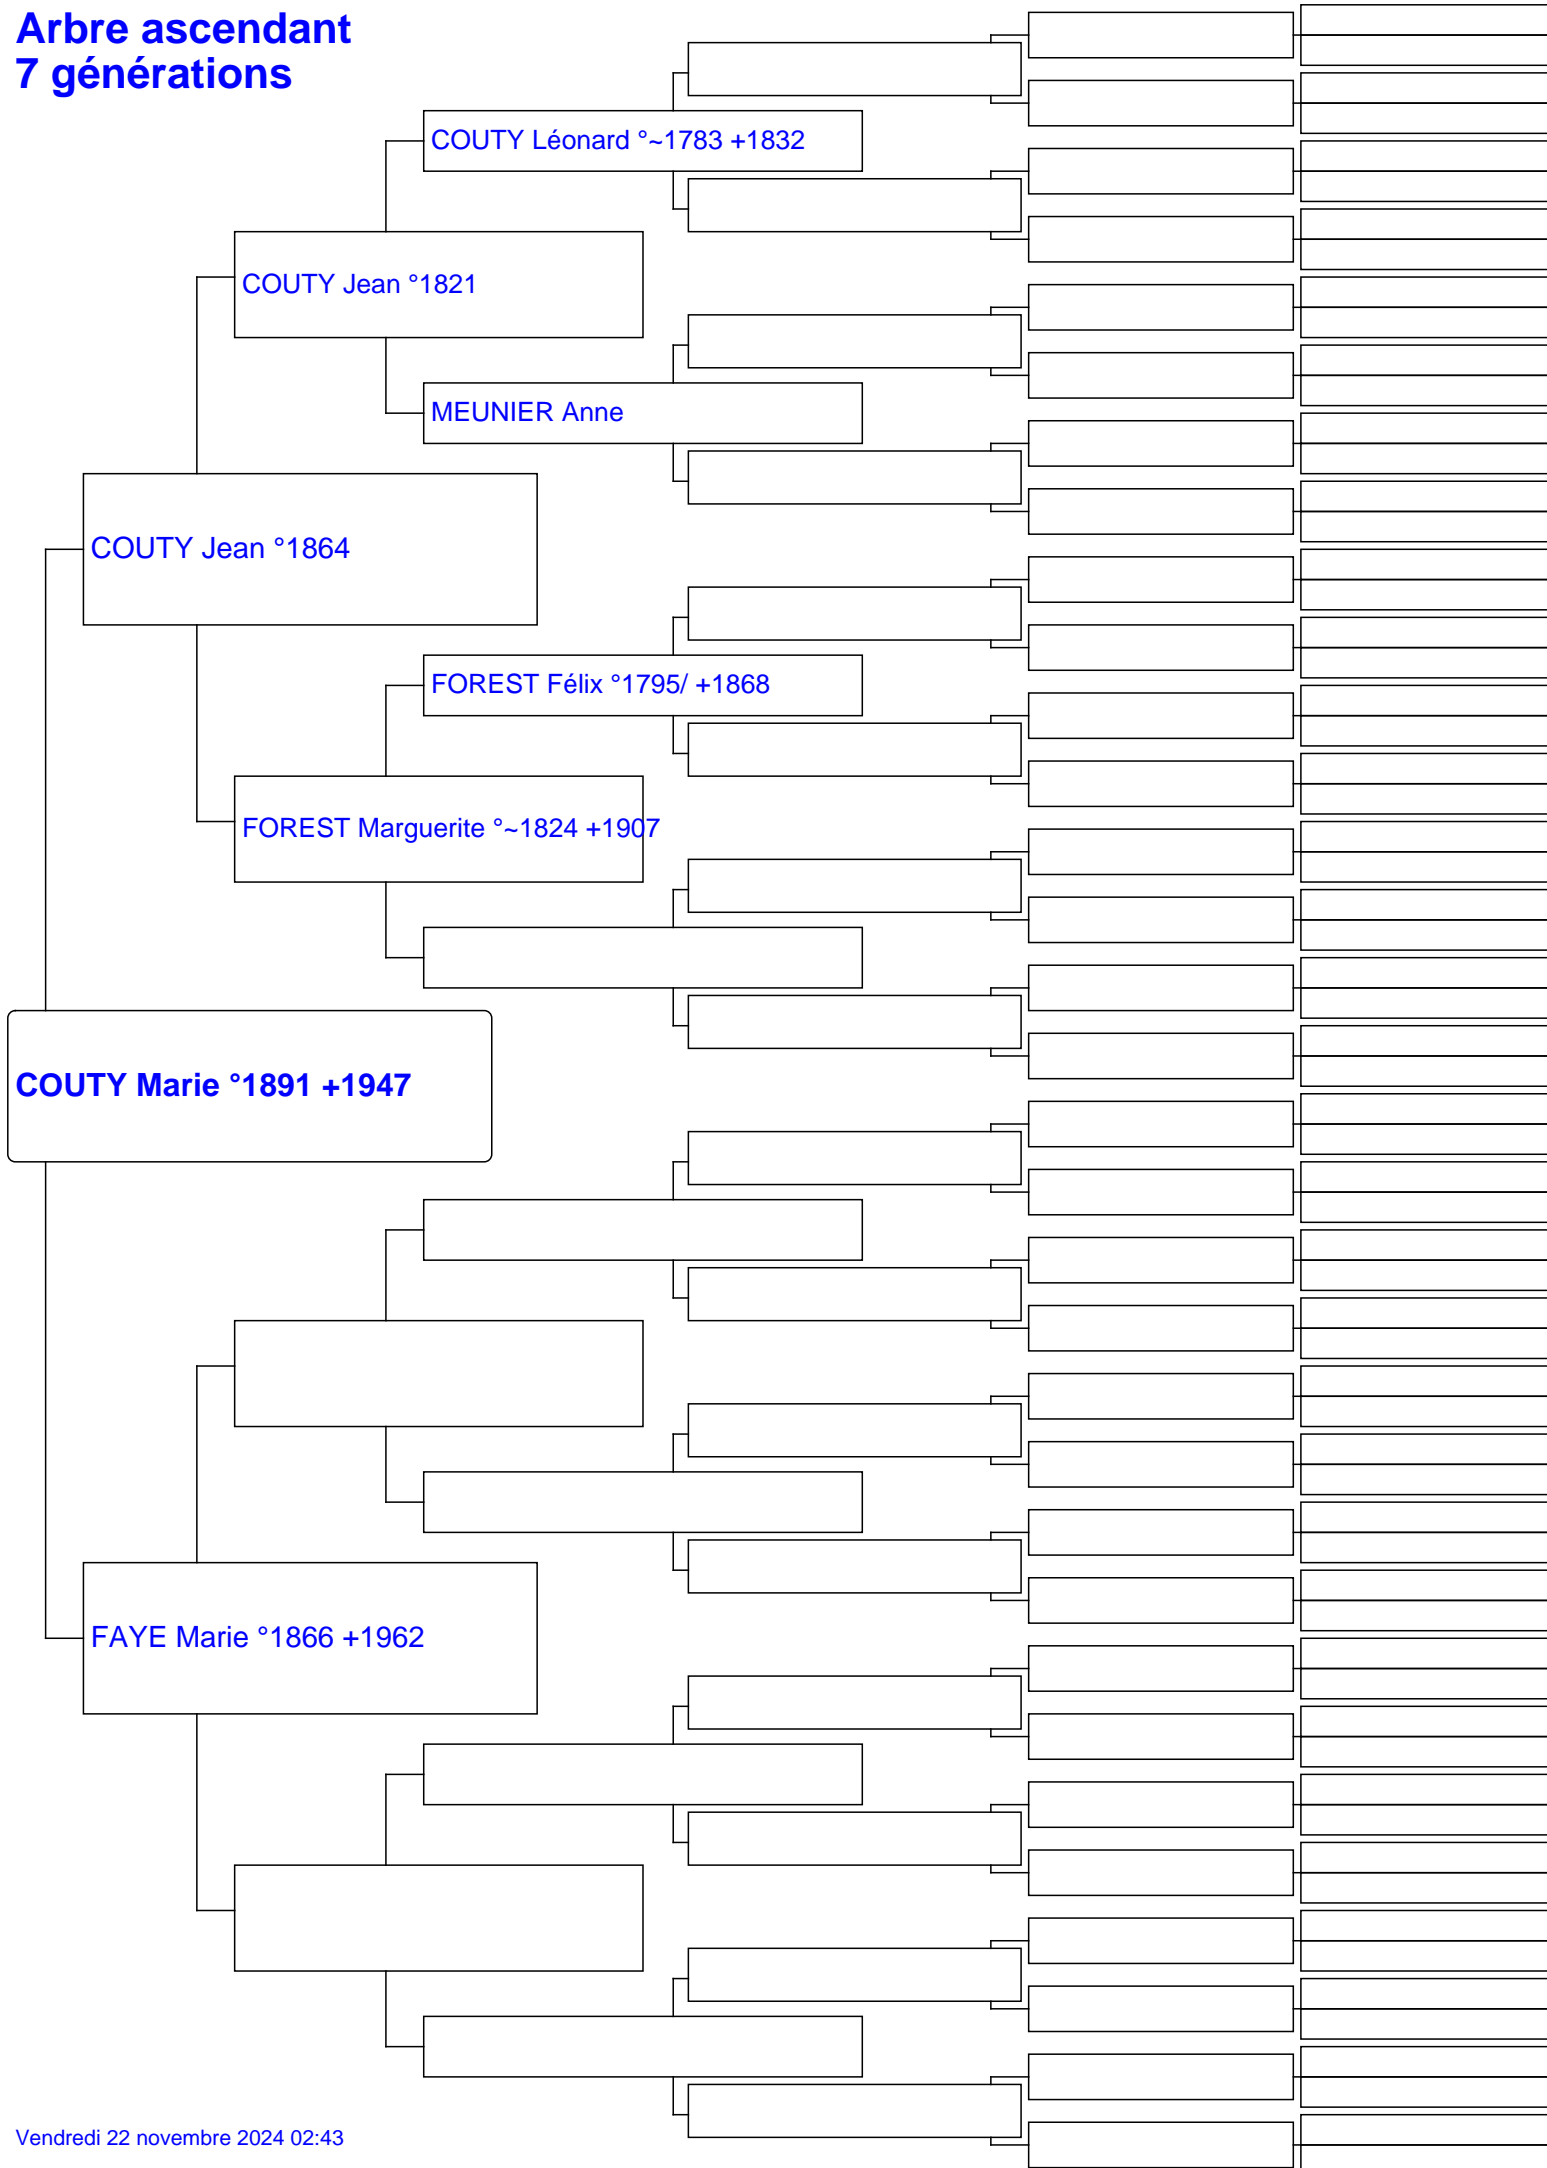 Arbre ascendant
7 générations
COUTY Léonard °~1783 +1832
COUTY Jean °1821
MEUNIER Anne
COUTY Jean °1864
FOREST Félix °1795/ +1868
FOREST Marguerite °~1824 +1907
COUTY Marie °1891 +1947
FAYE Marie °1866 +1962
Vendredi 22 novembre 2024 02:43